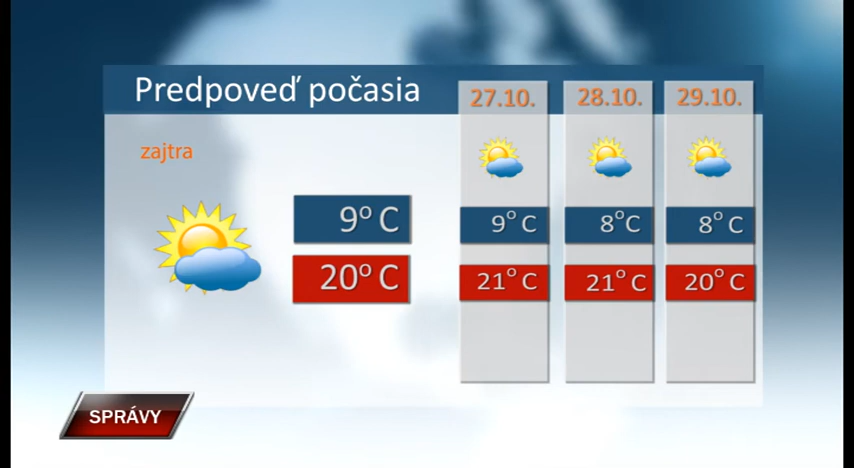 Predpoveď počasia
zajtra
9° C
20° C
27.10.
28.10.
29.10.
9° C
8°C
8° C
21° C
21° C
20° C
SPRÁVY